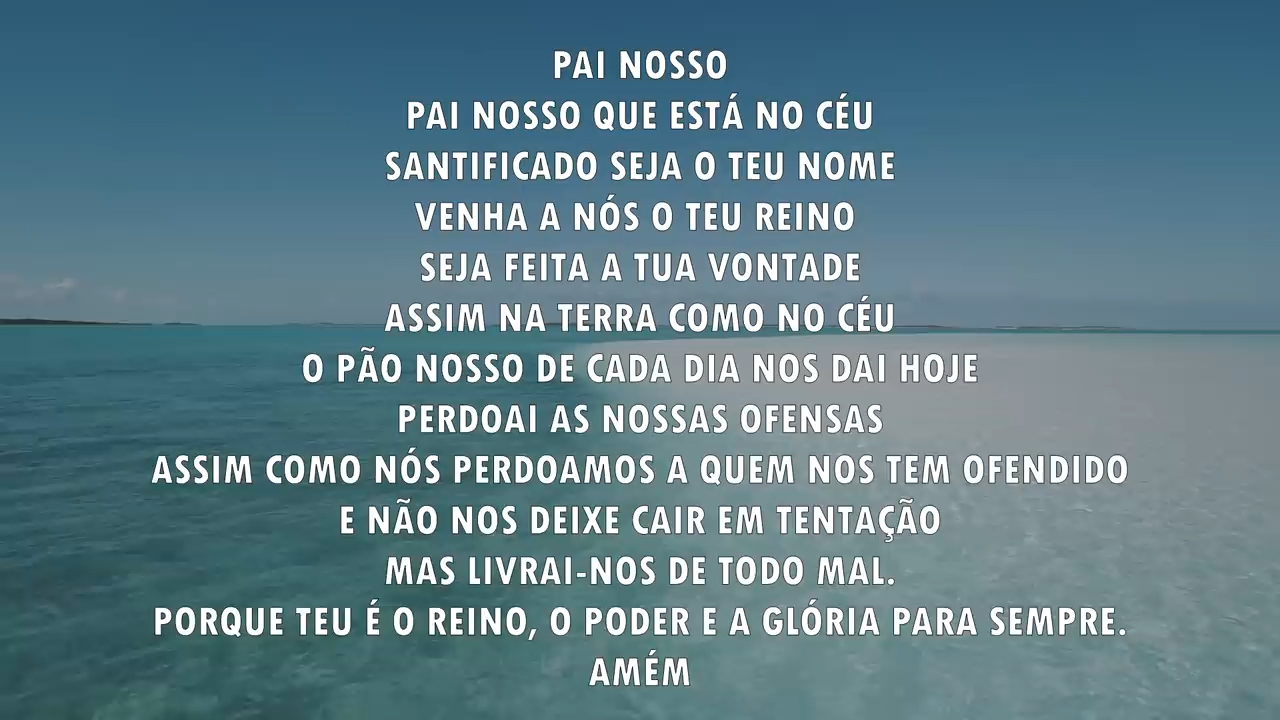 PAI NOSSO
PAI NOSSO QUE ESTÁ NO CÉU
SANTIFICADO SEJA O TEU NOME
VENHA A NÓS O TEU REINO
SEJA FEITA A TUA VONTADE
ASSIM NA TERRA COMO NO CÉU
O PÃO NOSSO DE CADA DIA NOS DAI HOJE
PERDOAI AS NOSSAS OFENSAS
ASSIM COMO NÓS PERDOAMOS A QUEM NOS TEM OFENDIDO
E NÃO NOS DEIXE CAIR EM TENTAÇÃO
MAS LIVRAI-NOS DE TODO MAL.
PORQUE TEU É O REINO, O PODER E A GLÓRIA PARA SEMPRE.
AMÉM